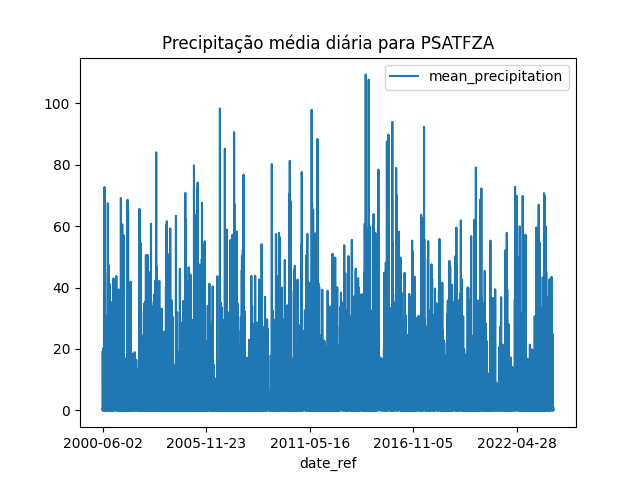 Precipitação média diária para PSATFZA
mean_precipitation
100
80
60
40
20
0
2000-06-02 2005-11-23 2011-05-16 2016-11-05 2022-04-28
date_ref